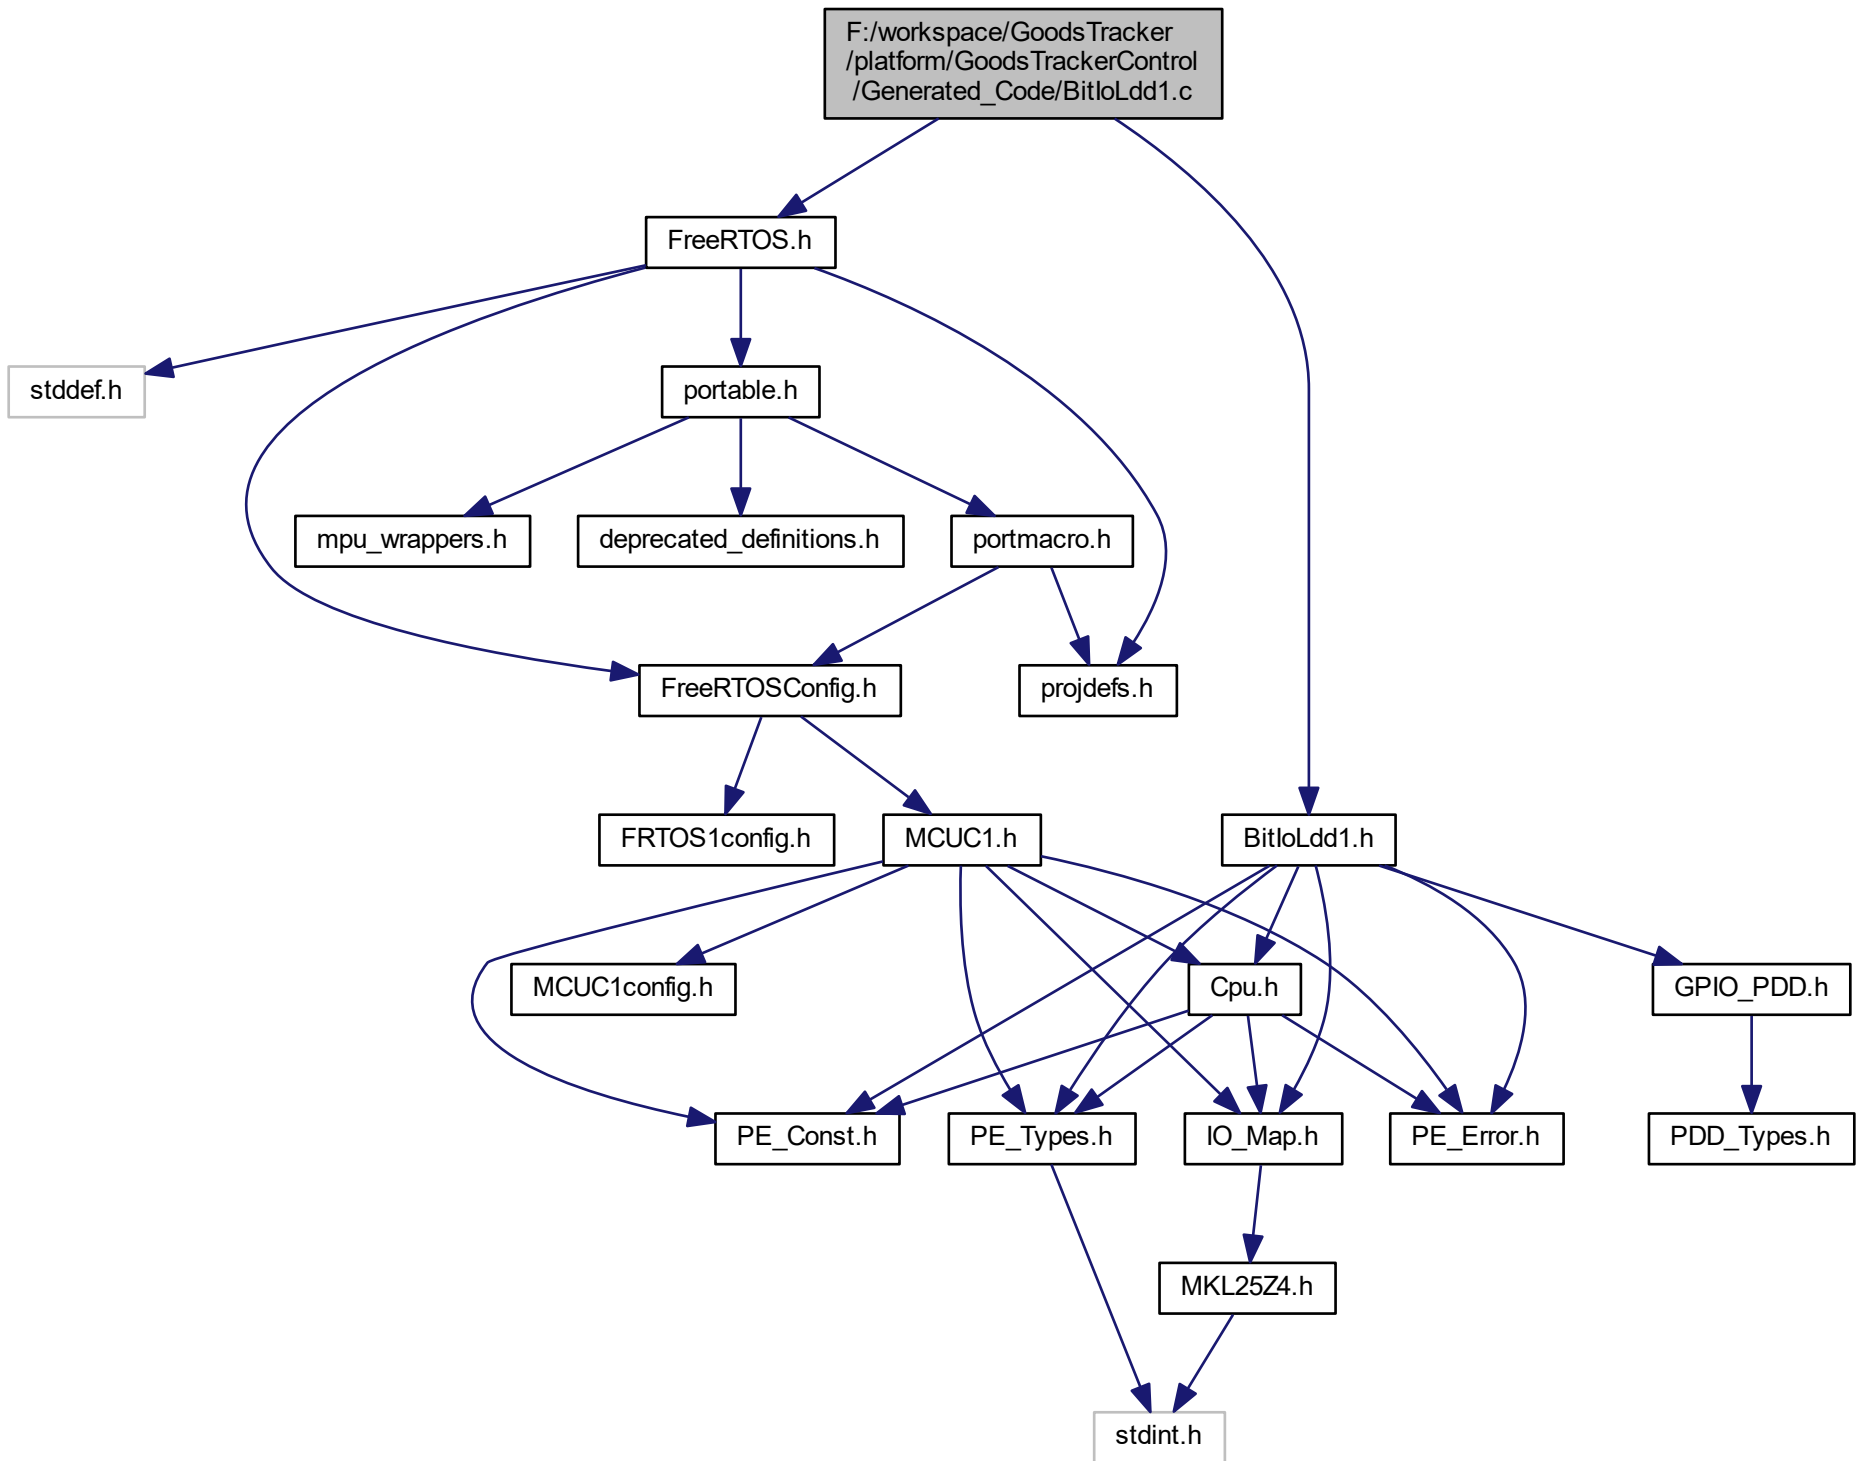 F:/workspace/GoodsTracker
/platform/GoodsTrackerControl
/Generated_Code/BitIoLdd1.c
FreeRTOS.h
stddef.h
portable.h
mpu_wrappers.h
deprecated_definitions.h
portmacro.h
FreeRTOSConfig.h
projdefs.h
FRTOS1config.h
MCUC1.h
BitIoLdd1.h
MCUC1config.h
Cpu.h
GPIO_PDD.h
PE_Const.h
PE_Types.h
IO_Map.h
PE_Error.h
PDD_Types.h
MKL25Z4.h
stdint.h